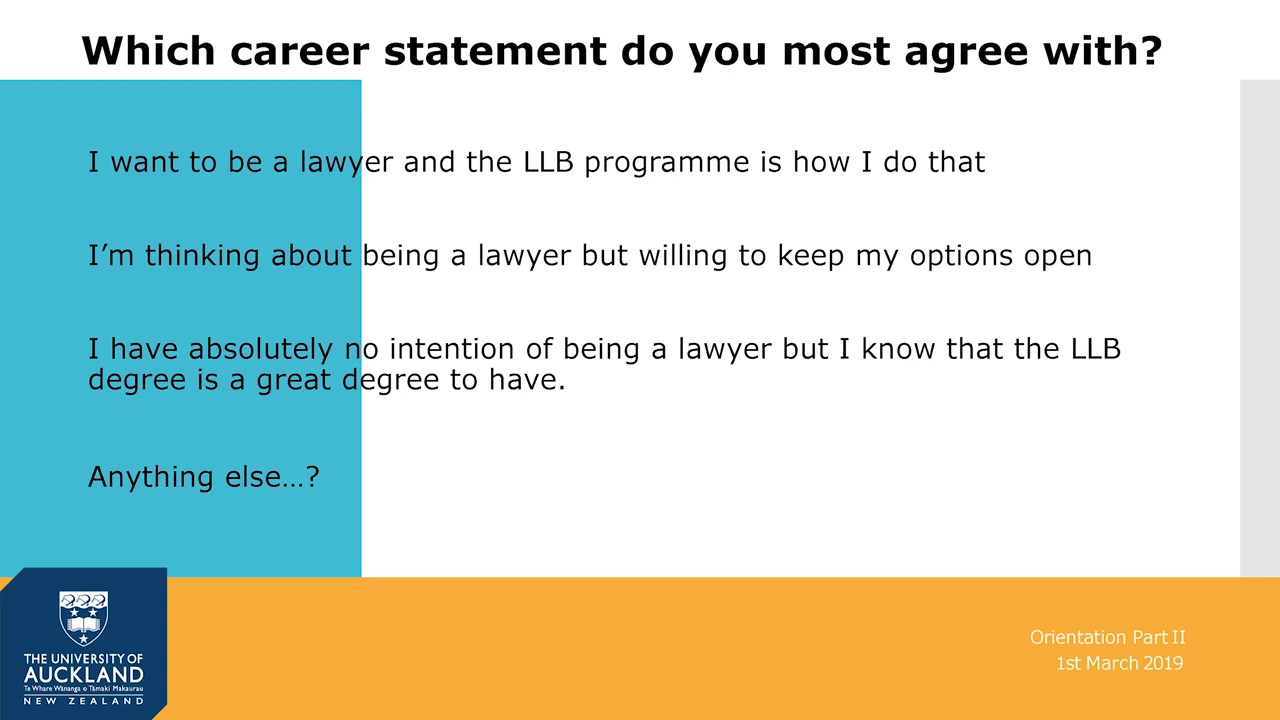 Which career statement do you most agree with?
I want to be a lawyer and the LLB programme is how I do that
I’m thinking about being a lawyer but willing to keep my options open
I have absolutely no intention of being a lawyer but I know that the LLB
degree is a great degree to have.
Anything else…?
Orientation Part II
1st March 2019
THE UNIVERSITY OF
AUCKLAND
Te Whare Wānanga o Tāmaki Makaurau
NEW ZEALAND